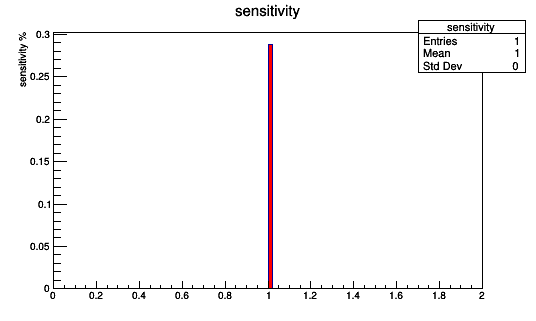 sensitivity
sensitivity
Entries 1
Mean 1
Std Dev 0
sensitivity %
0.3
0.25
0.2
0.15
0.1
0.05
0
0 0.2 0.4 0.6 0.8 1 1.2 1.4 1.6 1.8 2